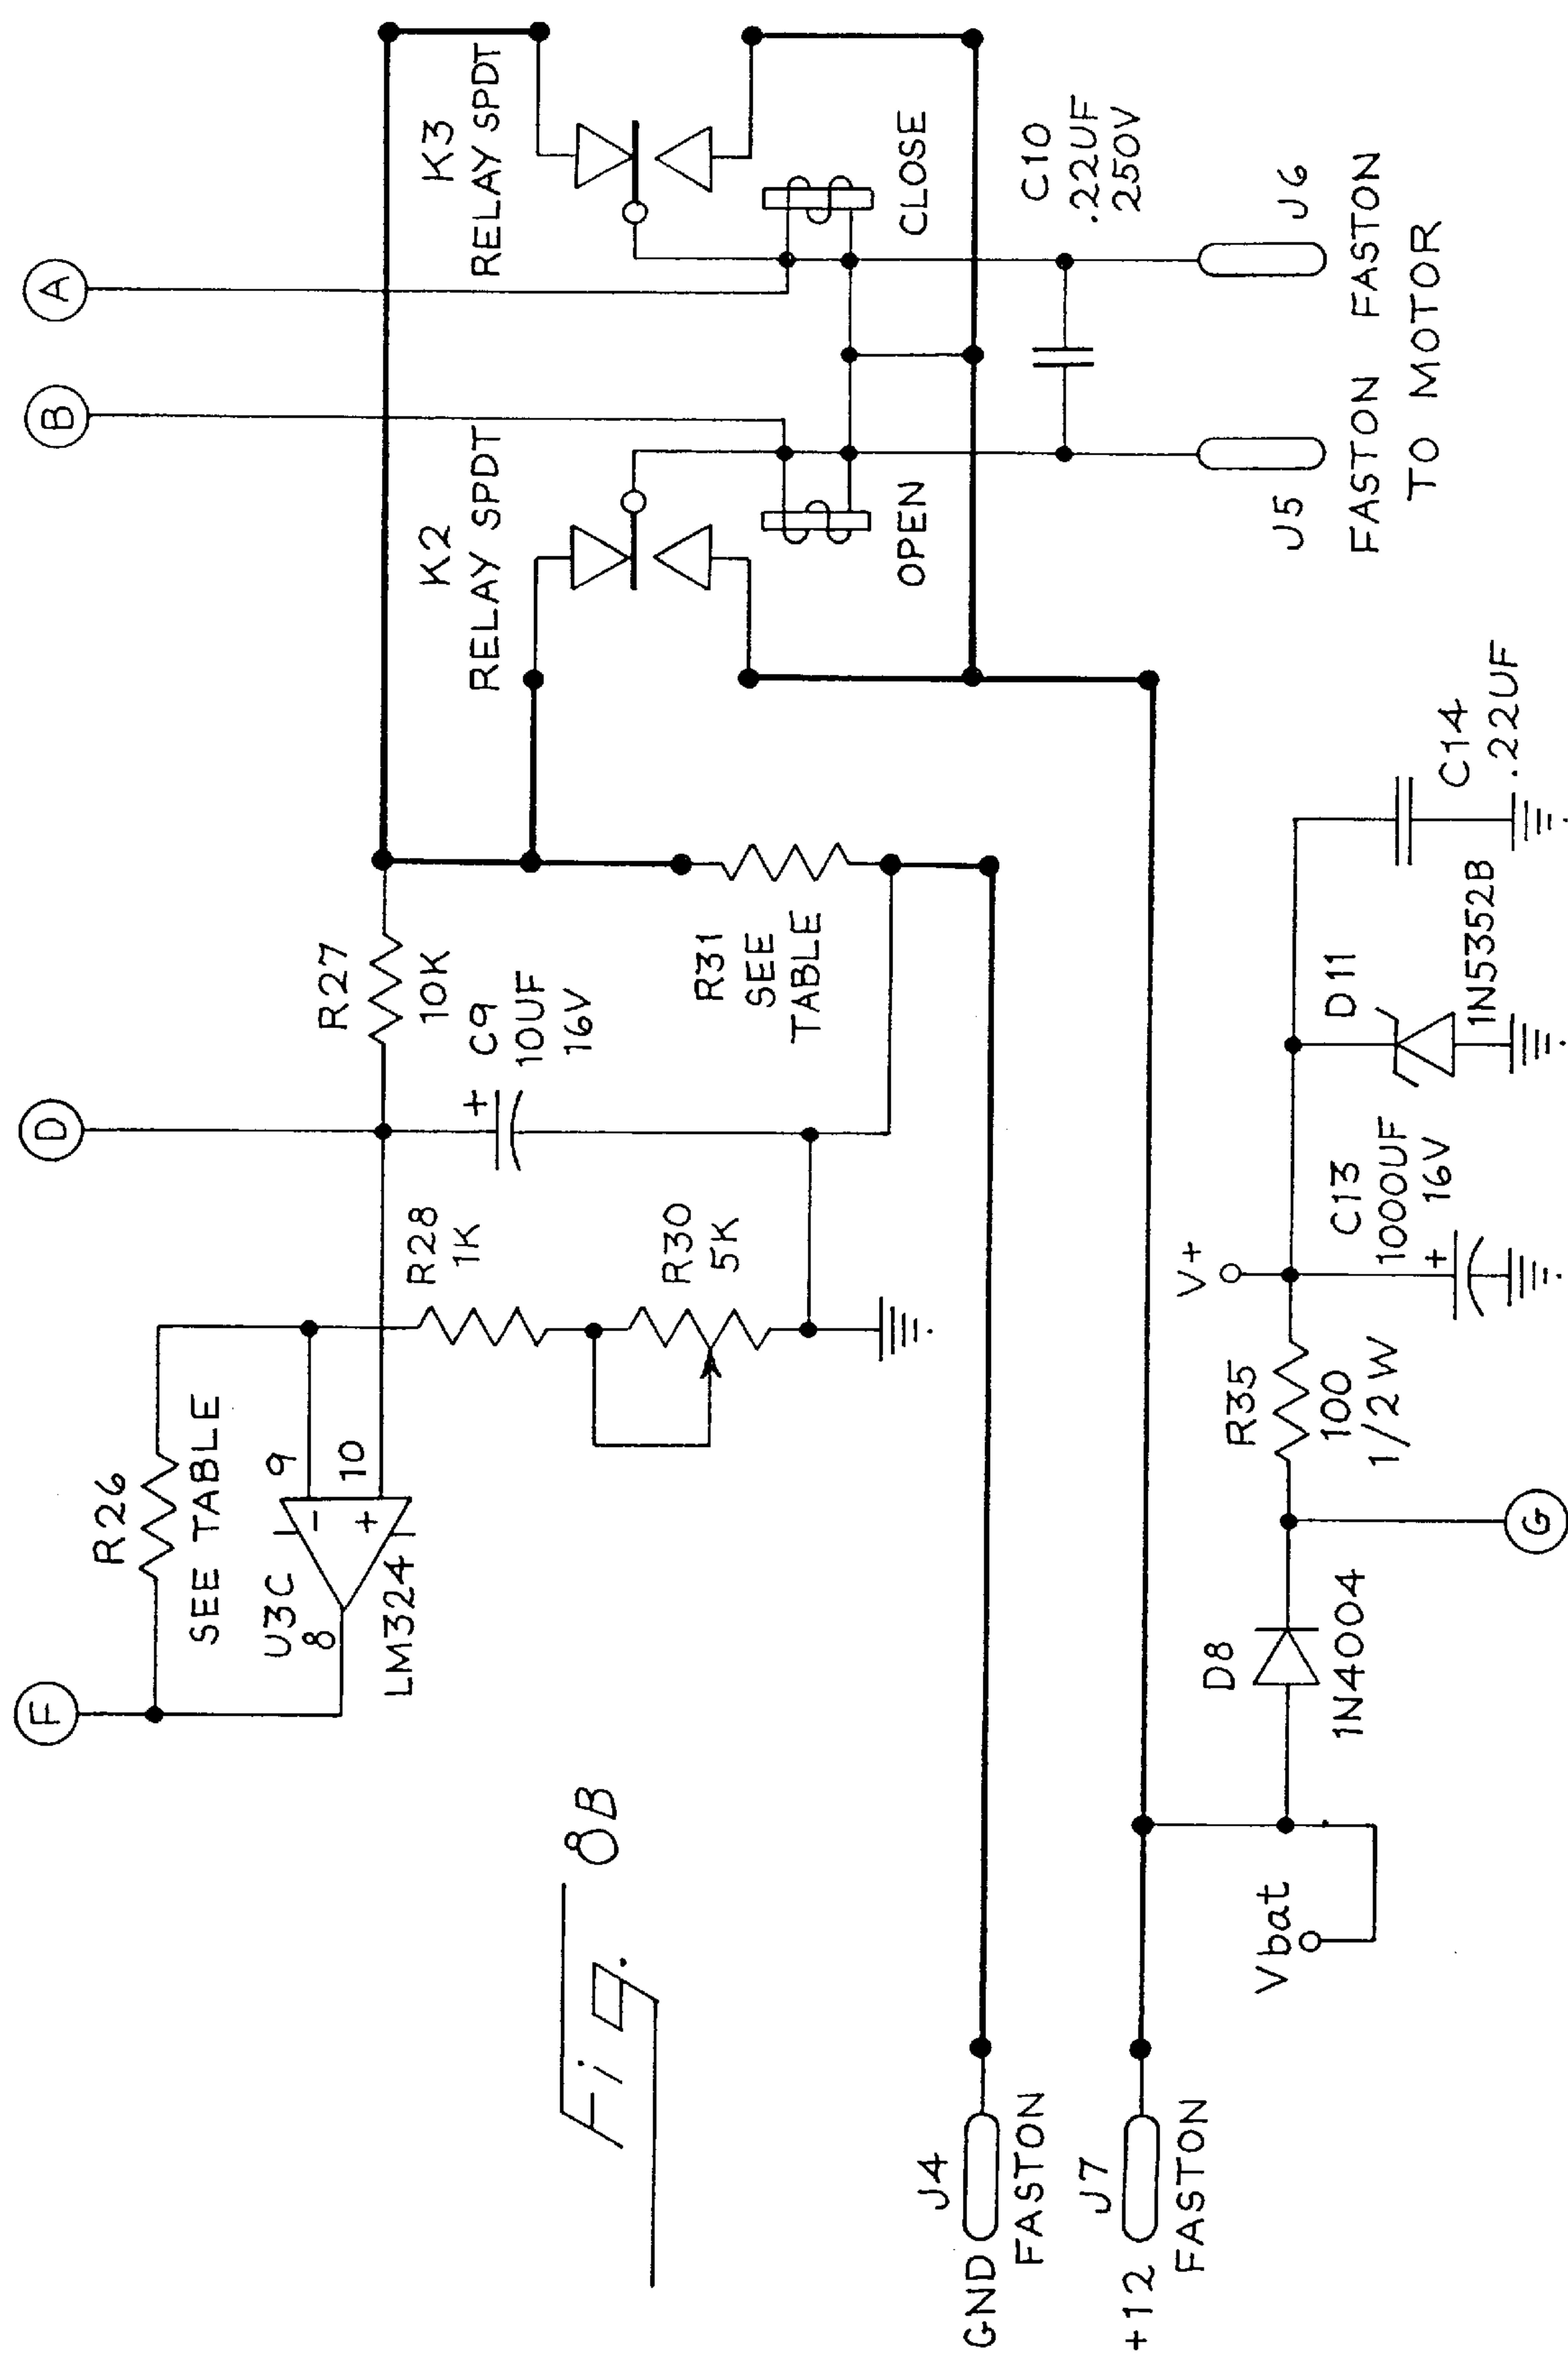 Fig. 8B
F
D
B
A
R26
SEE TABLE
U3C
8
9
10
-
+
LM324
R28
1K
R30
5K
R27
10K
C9
10UF
16V
+
R31
SEE
TABLE
K2
RELAY SPDT
K3
RELAY SPDT
OPEN
CLOSE
C10
.22UF
250V
J5
J6
FASTON FASTON
TO MOTOR
J4
GND
FASTON
J7
+12
FASTON
Vbat
D8
1N4004
G
R35
100
1/2W
V+
C13
1000UF
16V
+
D11
1N5352B
C14
.22UF